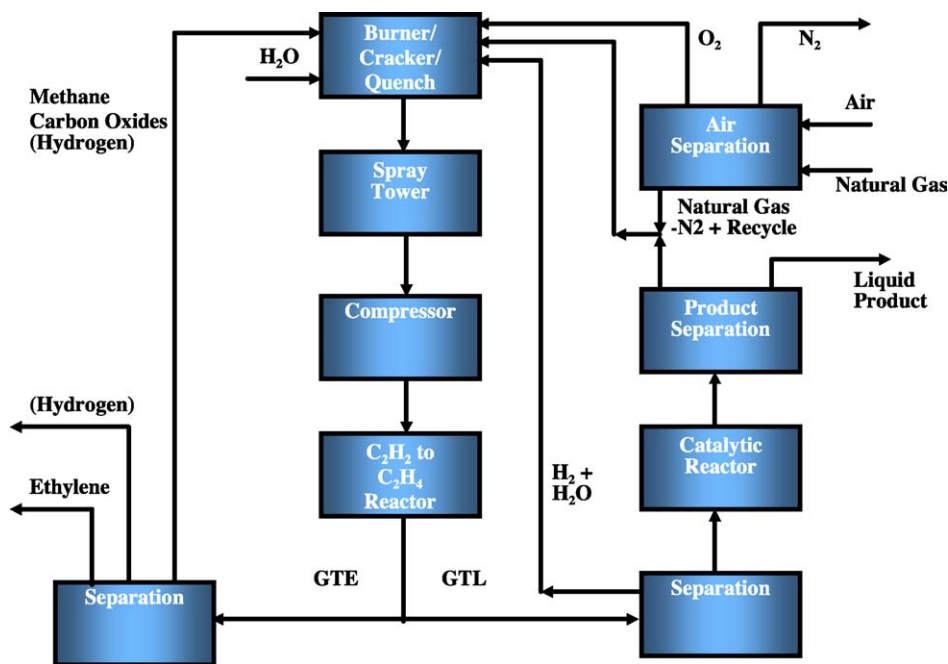 Burner/
Cracker/
Quench
O₂
N₂
H₂O
Methane
Carbon Oxides
(Hydrogen)
Air
Air
Separation
Natural Gas
Spray
Tower
Natural Gas
-N2 + Recycle
Liquid
Product
Compressor
Product
Separation
(Hydrogen)
C₂H₂ to
C₂H₄
Reactor
Catalytic
Reactor
H₂ +
H₂O
Ethylene
GTE
GTL
Separation
Separation